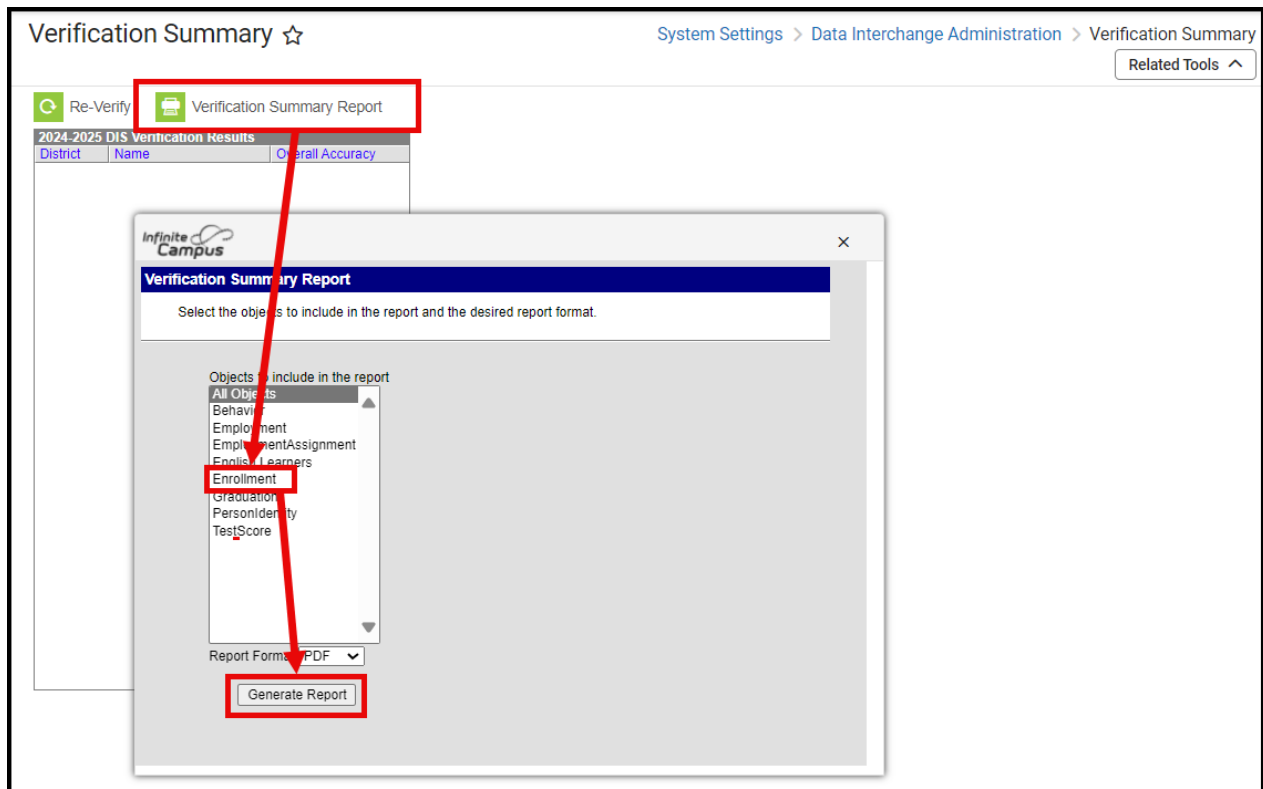 Verification Summary
System Settings > Data Interchange Administration > Verification Summary
Related Tools
Re-Verify Verification Summary Report
2024-2025 DIS Verification Results
District Name Overall Accuracy
Infinite
Campus
Verification Summary Report
Select the objects to include in the report and the desired report format.
Objects to include in the report
All Objects
Behavior
Employment
EmploymentAssignment
English Learners
Enrollment
Graduation
PersonIdentity
TestScore
Report Format PDF
Generate Report